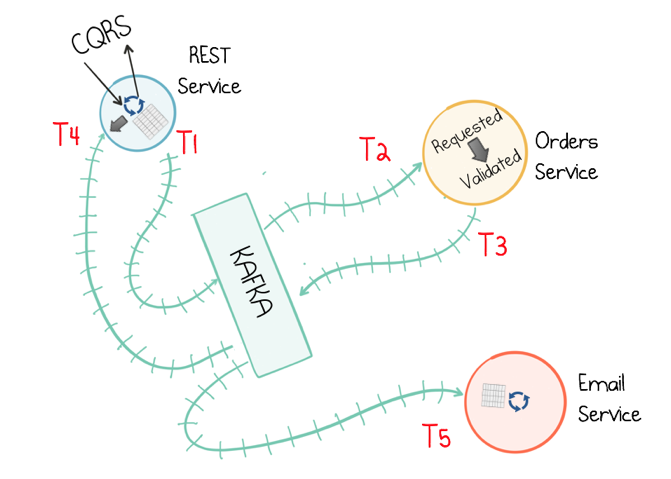 CQRS
REST
Service
T4
T1
T2
Requested
Validated
Orders
Service
T3
KAFKA
Email
Service
T5